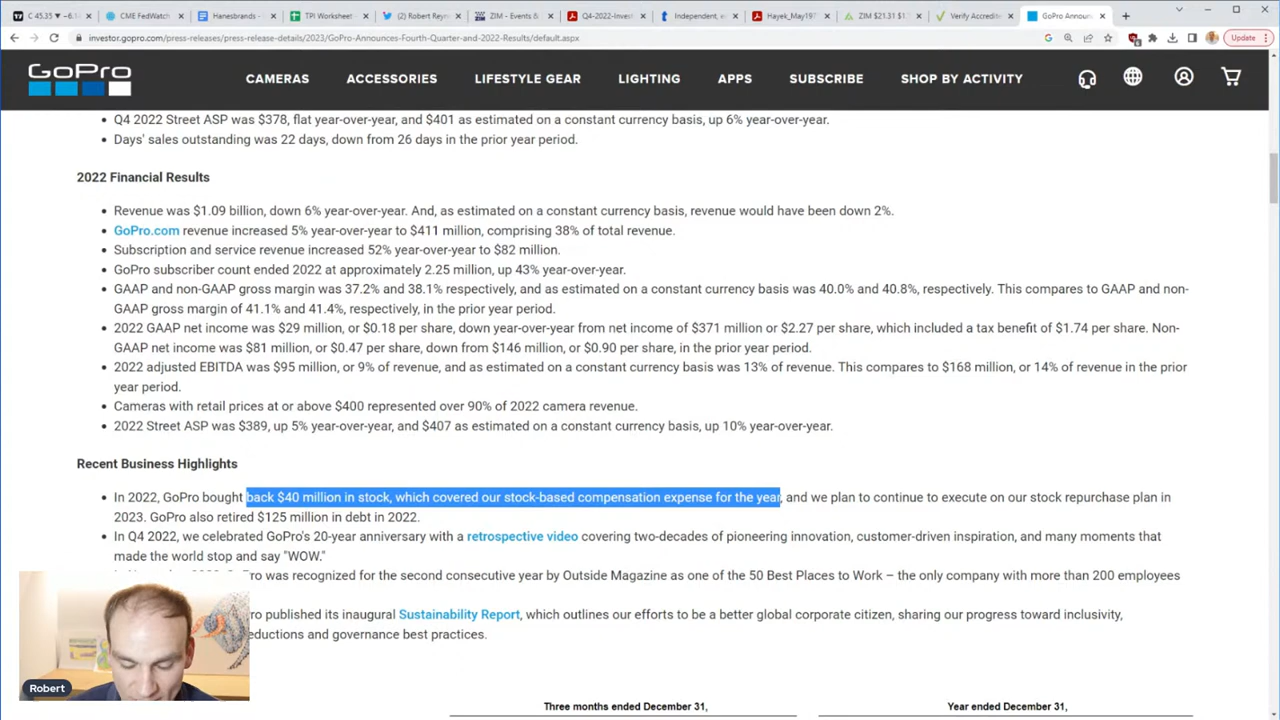 C 45.35 ▼ 2.1
CME FedWatch
Hanesbrands -
TPI Worksheet
(2) Robert Reyn
ZIM – Events &
Q4-2022-Invest
Independent, e
Hayek_May197
ZIM $21.31 $1.
Verify Accredite
GoPro Announ
investor.gopro.com/press-releases/press-release-details/2023/GoPro-Announces-Fourth-Quarter-and-2022-Results/default.aspx
Update
GoPro
CAMERAS
ACCESSORIES
LIFESTYLE GEAR
LIGHTING
APPS
SUBSCRIBE
SHOP BY ACTIVITY
• Q4 2022 Street ASP was $378, flat year-over-year, and $401 as estimated on a constant currency basis, up 6% year-over-year.
• Days' sales outstanding was 22 days, down from 26 days in the prior year period.
2022 Financial Results
• Revenue was $1.09 billion, down 6% year-over-year. And, as estimated on a constant currency basis, revenue would have been down 2%.
• GoPro.com revenue increased 5% year-over-year to $411 million, comprising 38% of total revenue.
• Subscription and service revenue increased 52% year-over-year to $82 million.
• GoPro subscriber count ended 2022 at approximately 2.25 million, up 43% year-over-year.
• GAAP and non-GAAP gross margin was 37.2% and 38.1% respectively, and as estimated on a constant currency basis was 40.0% and 40.8%, respectively. This compares to GAAP and non-
GAAP gross margin of 41.1% and 41.4%, respectively, in the prior year period.
• 2022 GAAP net income was $29 million, or $0.18 per share, down year-over-year from net income of $371 million or $2.27 per share, which included a tax benefit of $1.74 per share. Non-
GAAP net income was $81 million, or $0.47 per share, down from $146 million, or $0.90 per share, in the prior year period.
• 2022 adjusted EBITDA was $95 million, or 9% of revenue, and as estimated on a constant currency basis was 13% of revenue. This compares to $168 million, or 14% of revenue in the prior
year period.
• Cameras with retail prices at or above $400 represented over 90% of 2022 camera revenue.
• 2022 Street ASP was $389, up 5% year-over-year, and $407 as estimated on a constant currency basis, up 10% year-over-year.
Recent Business Highlights
• In 2022, GoPro bought back $40 million in stock, which covered our stock-based compensation expense for the year, and we plan to continue to execute on our stock repurchase plan in
2023. GoPro also retired $125 million in debt in 2022.
• In Q4 2022, we celebrated GoPro's 20-year anniversary with a retrospective video covering two-decades of pioneering innovation, customer-driven inspiration, and many moments that
made the world stop and say "WOW."
ro was recognized for the second consecutive year by Outside Magazine as one of the 50 Best Places to Work – the only company with more than 200 employees
ro published its inaugural Sustainability Report, which outlines our efforts to be a better global corporate citizen, sharing our progress toward inclusivity,
eductions and governance best practices.
Robert
Three months ended December 31,
Year ended December 31,